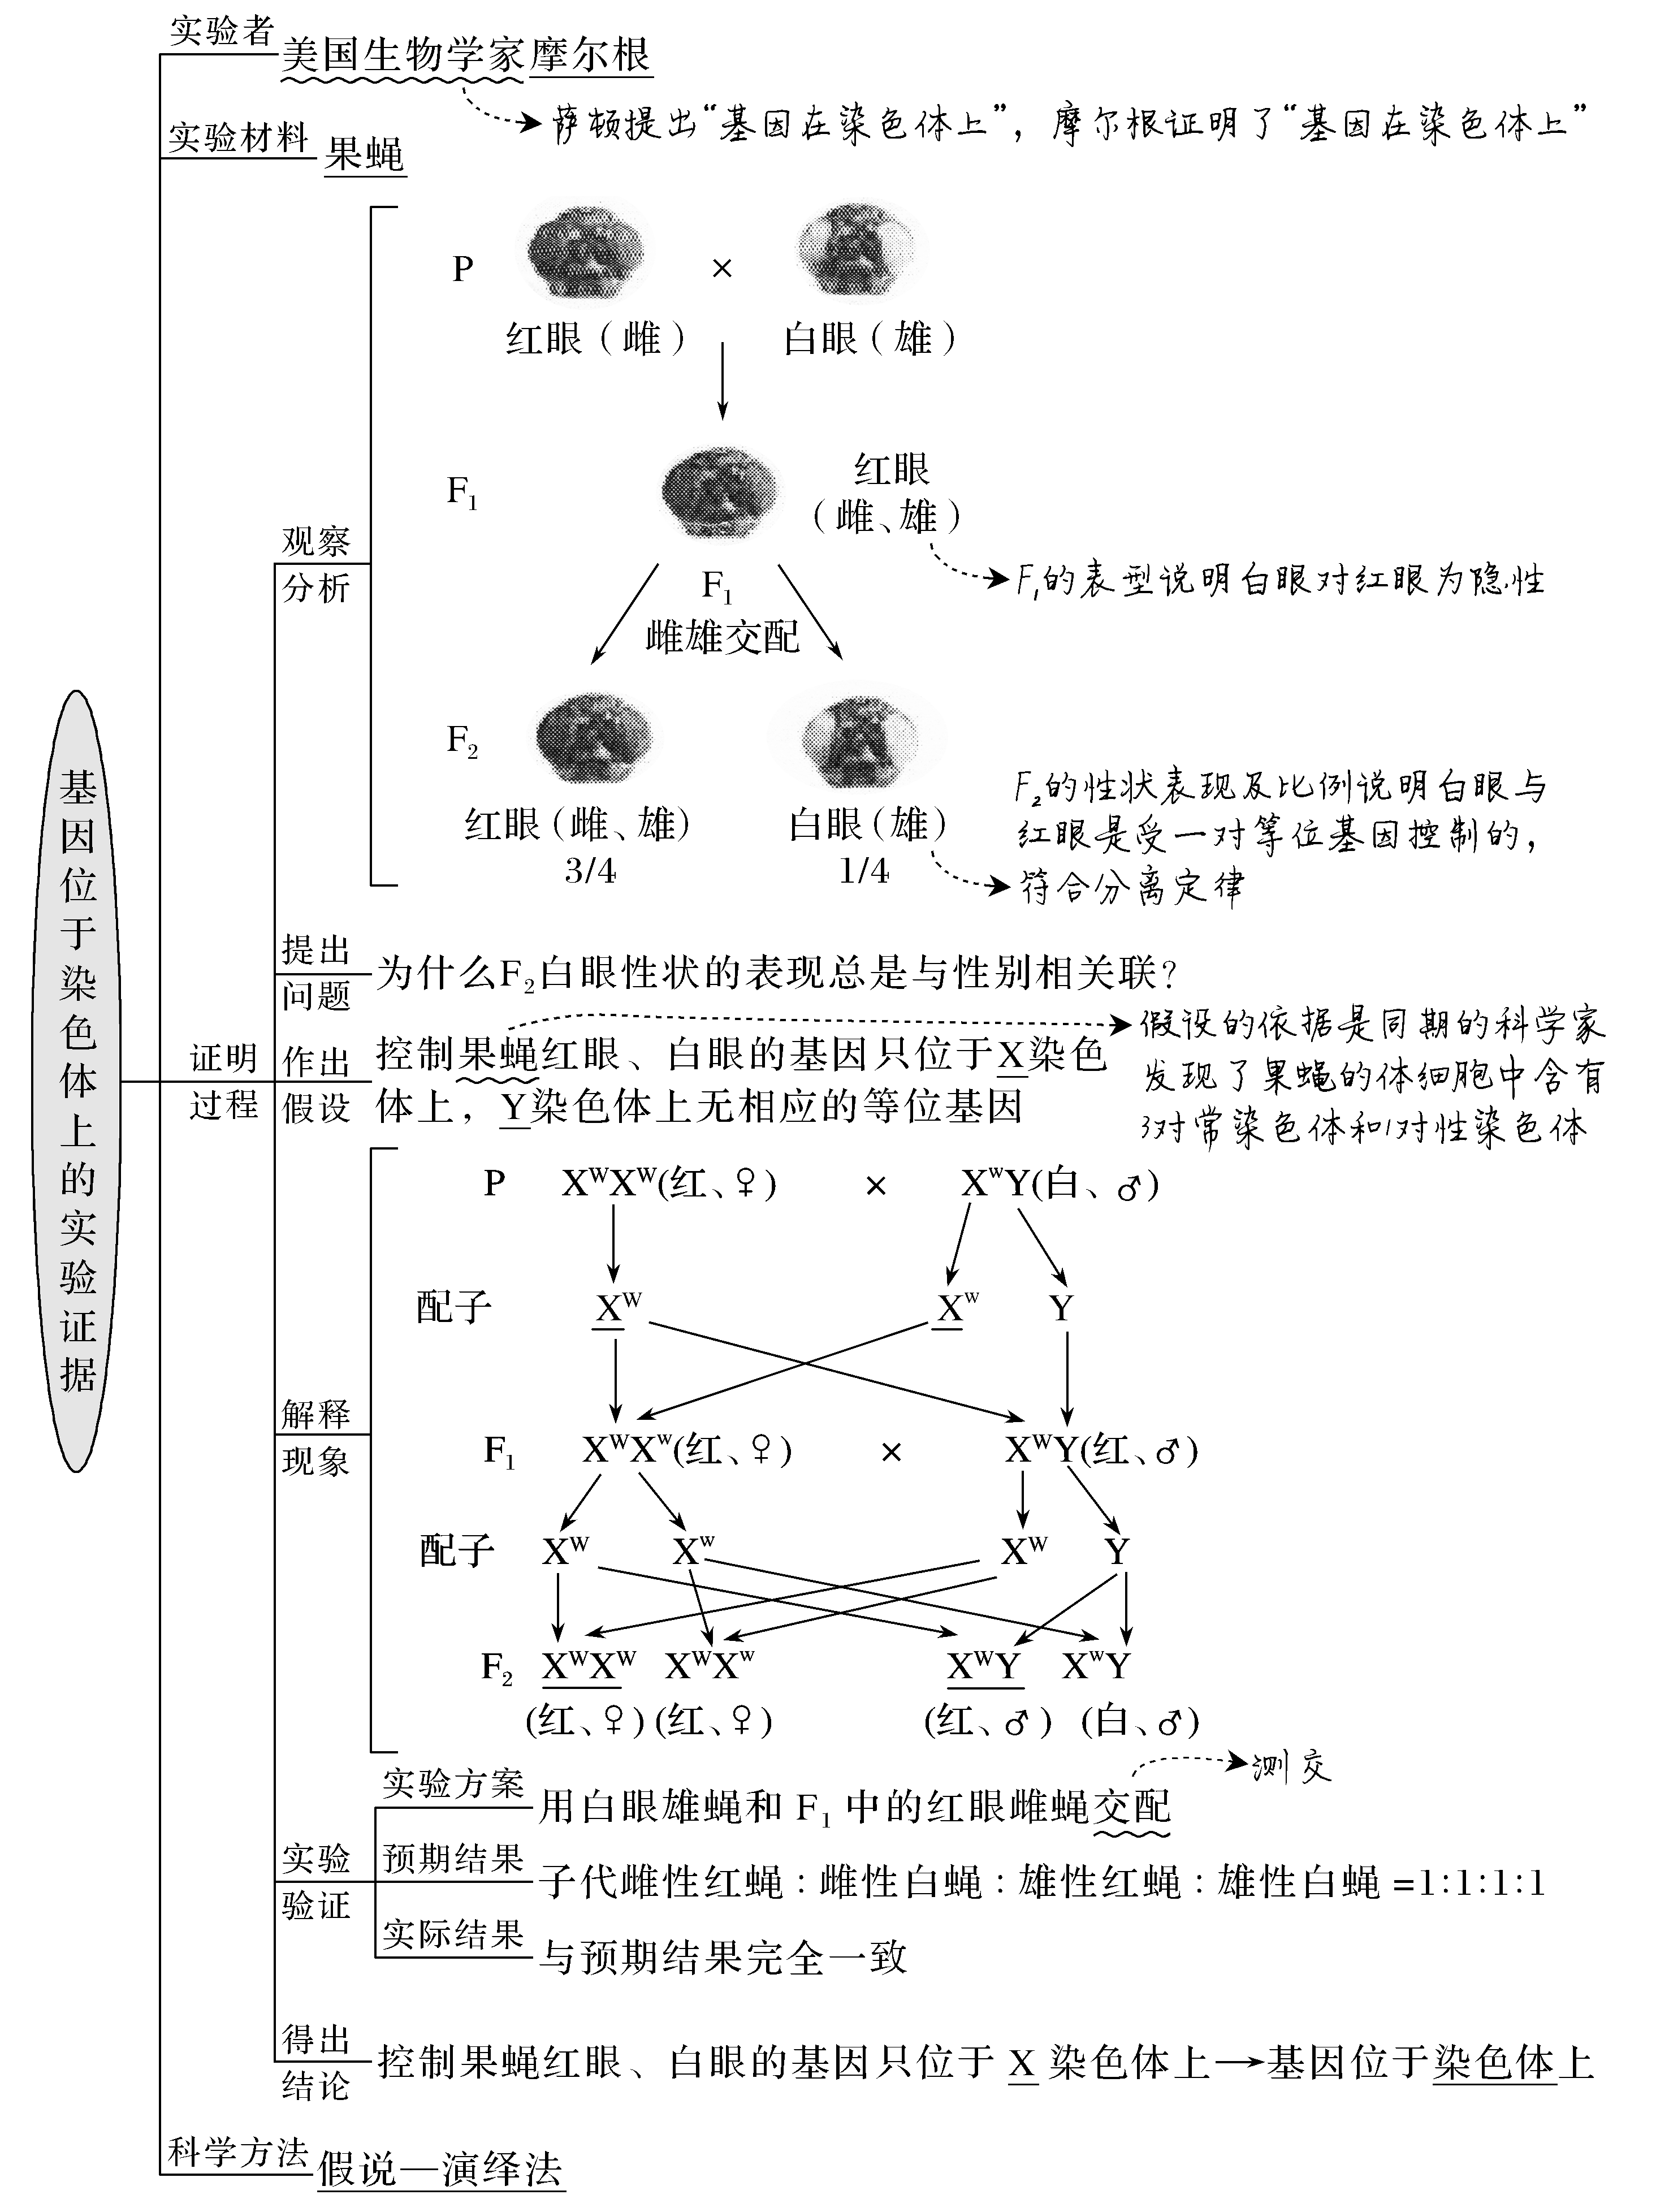 基因位于染色体上的实验证据
实验者
美国生物学家摩尔根
萨顿提出“基因在染色体上”，摩尔根证明了“基因在染色体上”
实验材料
果蝇
证明
过程
观察
分析
P
×
红眼（雌）
白眼（雄）
F₁
红眼
（雌、雄）
F₁的表型说明白眼对红眼为隐性
F₁
雌雄交配
F₂
红眼(雌、雄)
3/4
白眼(雄)
1/4
F₂的性状表现及比例说明白眼与
红眼是受一对等位基因控制的，
符合分离定律
提出
问题
为什么F₂白眼性状的表现总是与性别相关联?
作出
假设
控制果蝇红眼、白眼的基因只位于X染色
体上，Y染色体上无相应的等位基因
假设的依据是同期的科学家
发现了果蝇的体细胞中含有
3对常染色体和1对性染色体
解释
现象
P XᵂXᵂ(红、♀) × XʷY(白、♂)
配子 Xᵂ Xʷ Y
F₁ XᵂXʷ(红、♀) × XᵂY(红、♂)
配子 Xᵂ Xʷ Xᵂ Y
F₂ XᵂXᵂ XᵂXʷ XᵂY XʷY
(红、♀) (红、♀) (红、♂) (白、♂)
实验
验证
实验方案
用白眼雄蝇和 F₁ 中的红眼雌蝇交配
测交
预期结果
子代雌性红蝇:雌性白蝇:雄性红蝇:雄性白蝇=1:1:1:1
实际结果
与预期结果完全一致
得出
结论
控制果蝇红眼、白眼的基因只位于 X 染色体上→基因位于染色体上
科学方法
假说—演绎法